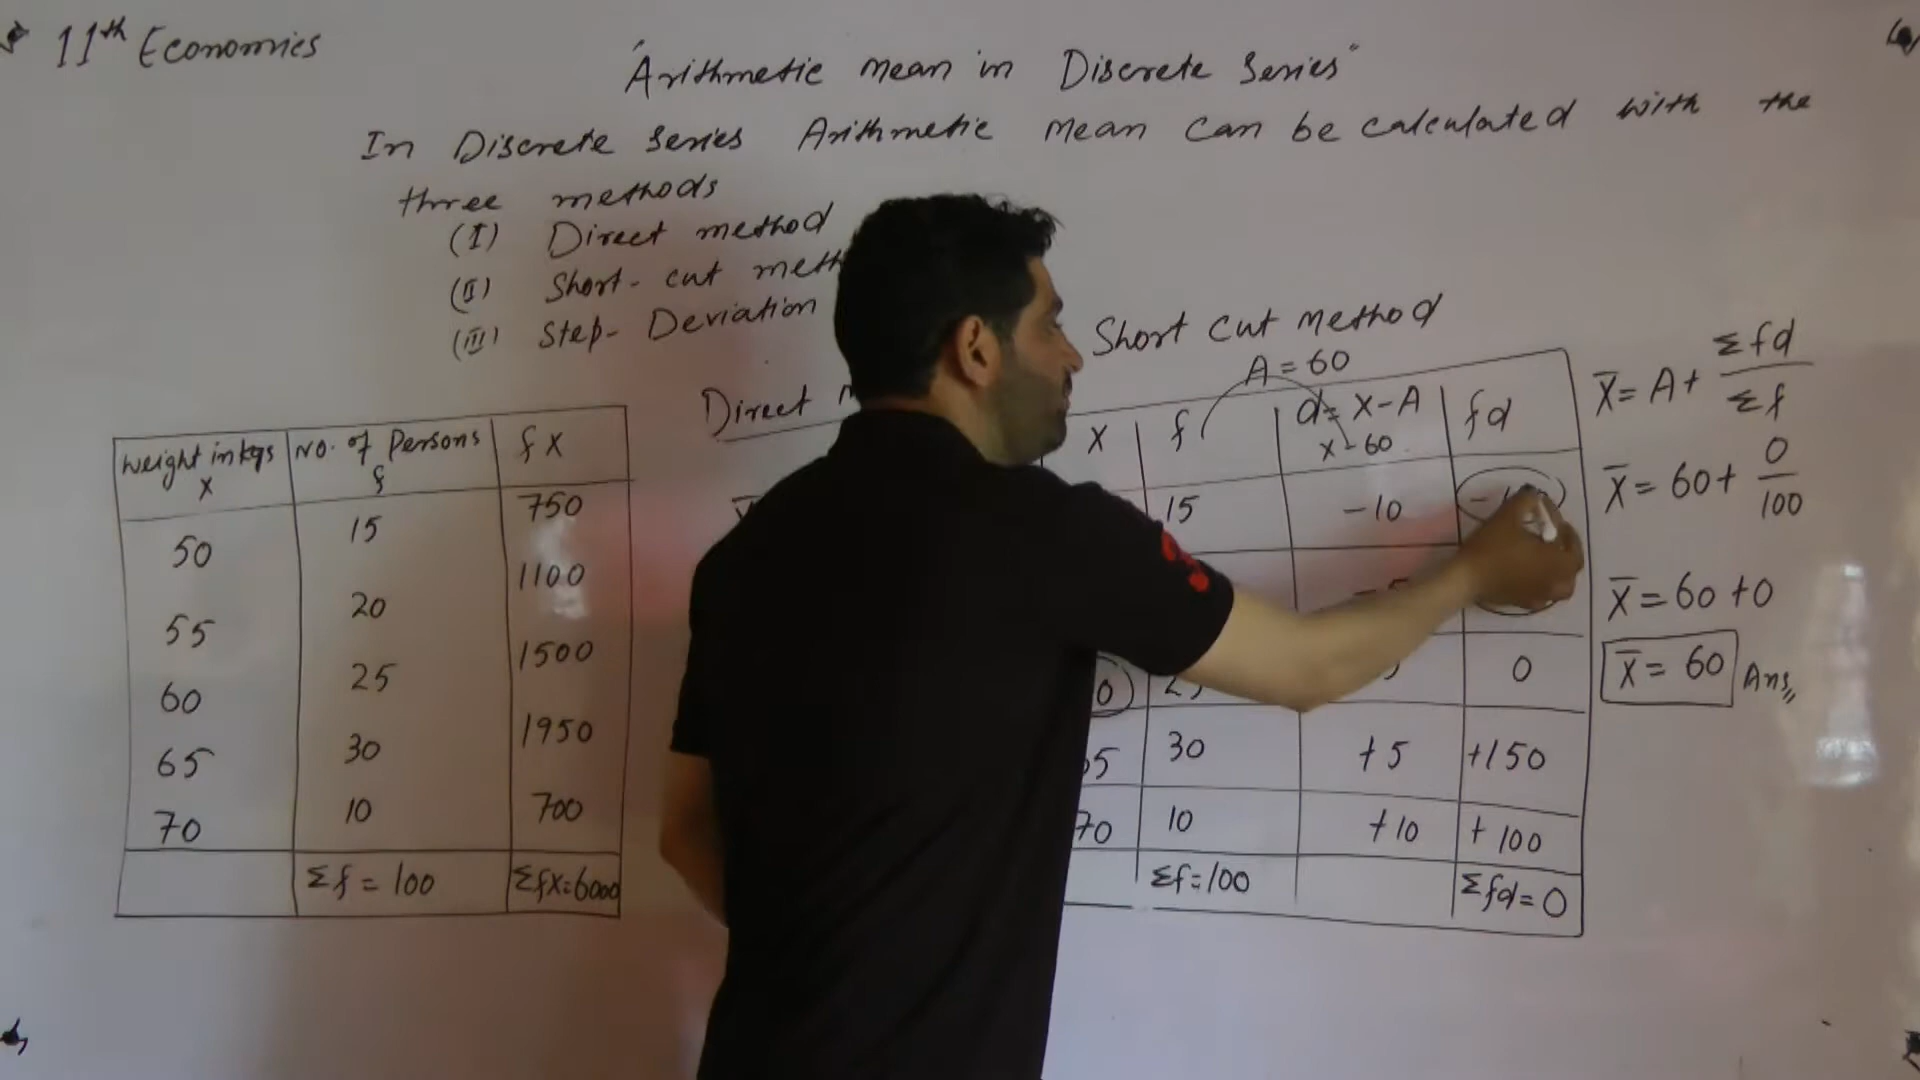 11th Economics
"Arithmetic mean in Discrete Series"
In Discrete Series Arithmetic Mean can be calculated with the
three methods
(I) Direct method
(II) Short-cut meth
(III) Step-Deviation
Direct
weight in kgs X | No. of Persons f | f X
50 | 15 | 750
55 | 20 | 1100
60 | 25 | 1500
65 | 30 | 1950
70 | 10 | 700
Σf = 100 | Σfx=6000
Short cut Method
A = 60
X | f | d= X-A X-60 | fd
15 | -10
0
5 | 30 | +5 | +150
70 | 10 | +10 | +100
Σf=100 | Σfd=0
X̄ = A+ Σfd / Σf
X̄ = 60+ 0 / 100
X̄ = 60 +0
X̄ = 60 Ans,,